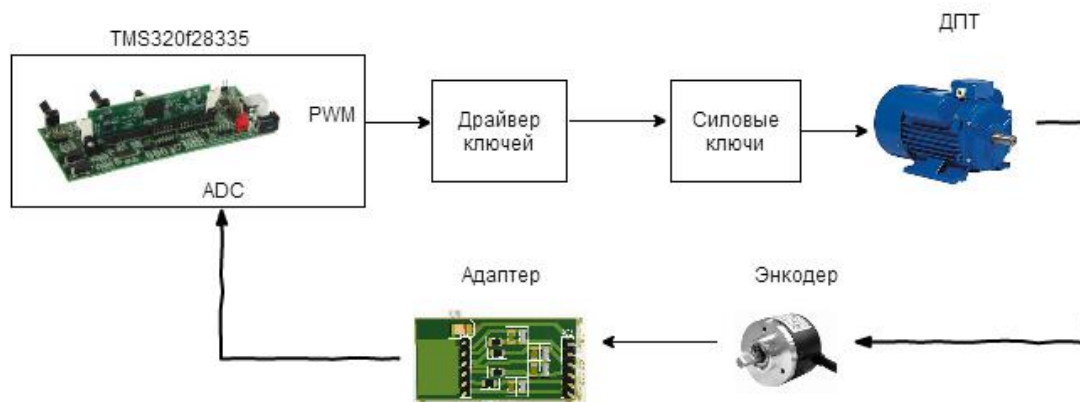 ДПТ
TMS320f28335
PWM
Драйвер
ключей
Силовые
ключи
ADC
Адаптер
Энкодер